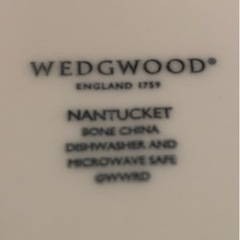 WEDGWOOD®
ENGLAND 1759
NANTUCKET
BONE CHINA
DISHWASHER AND
MICROWAVE SAFE
©WWRD